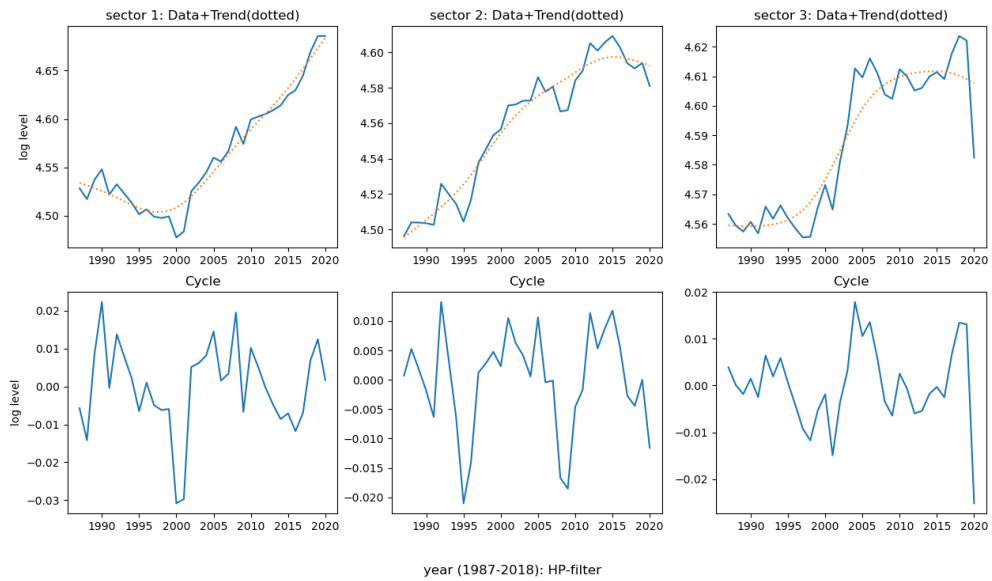 sector 1: Data+Trend(dotted)
sector 2: Data+Trend(dotted)
sector 3: Data+Trend(dotted)
log level
4.65
4.60
4.55
4.50
1990 1995 2000 2005 2010 2015 2020
4.60
4.58
4.56
4.54
4.52
4.50
1990 1995 2000 2005 2010 2015 2020
4.62
4.61
4.60
4.59
4.58
4.57
4.56
1990 1995 2000 2005 2010 2015 2020
Cycle
Cycle
Cycle
log level
0.02
0.01
0.00
−0.01
−0.02
−0.03
1990 1995 2000 2005 2010 2015 2020
0.010
0.005
0.000
−0.005
−0.010
−0.015
−0.020
1990 1995 2000 2005 2010 2015 2020
0.02
0.01
0.00
−0.01
−0.02
1990 1995 2000 2005 2010 2015 2020
year (1987-2018): HP-filter